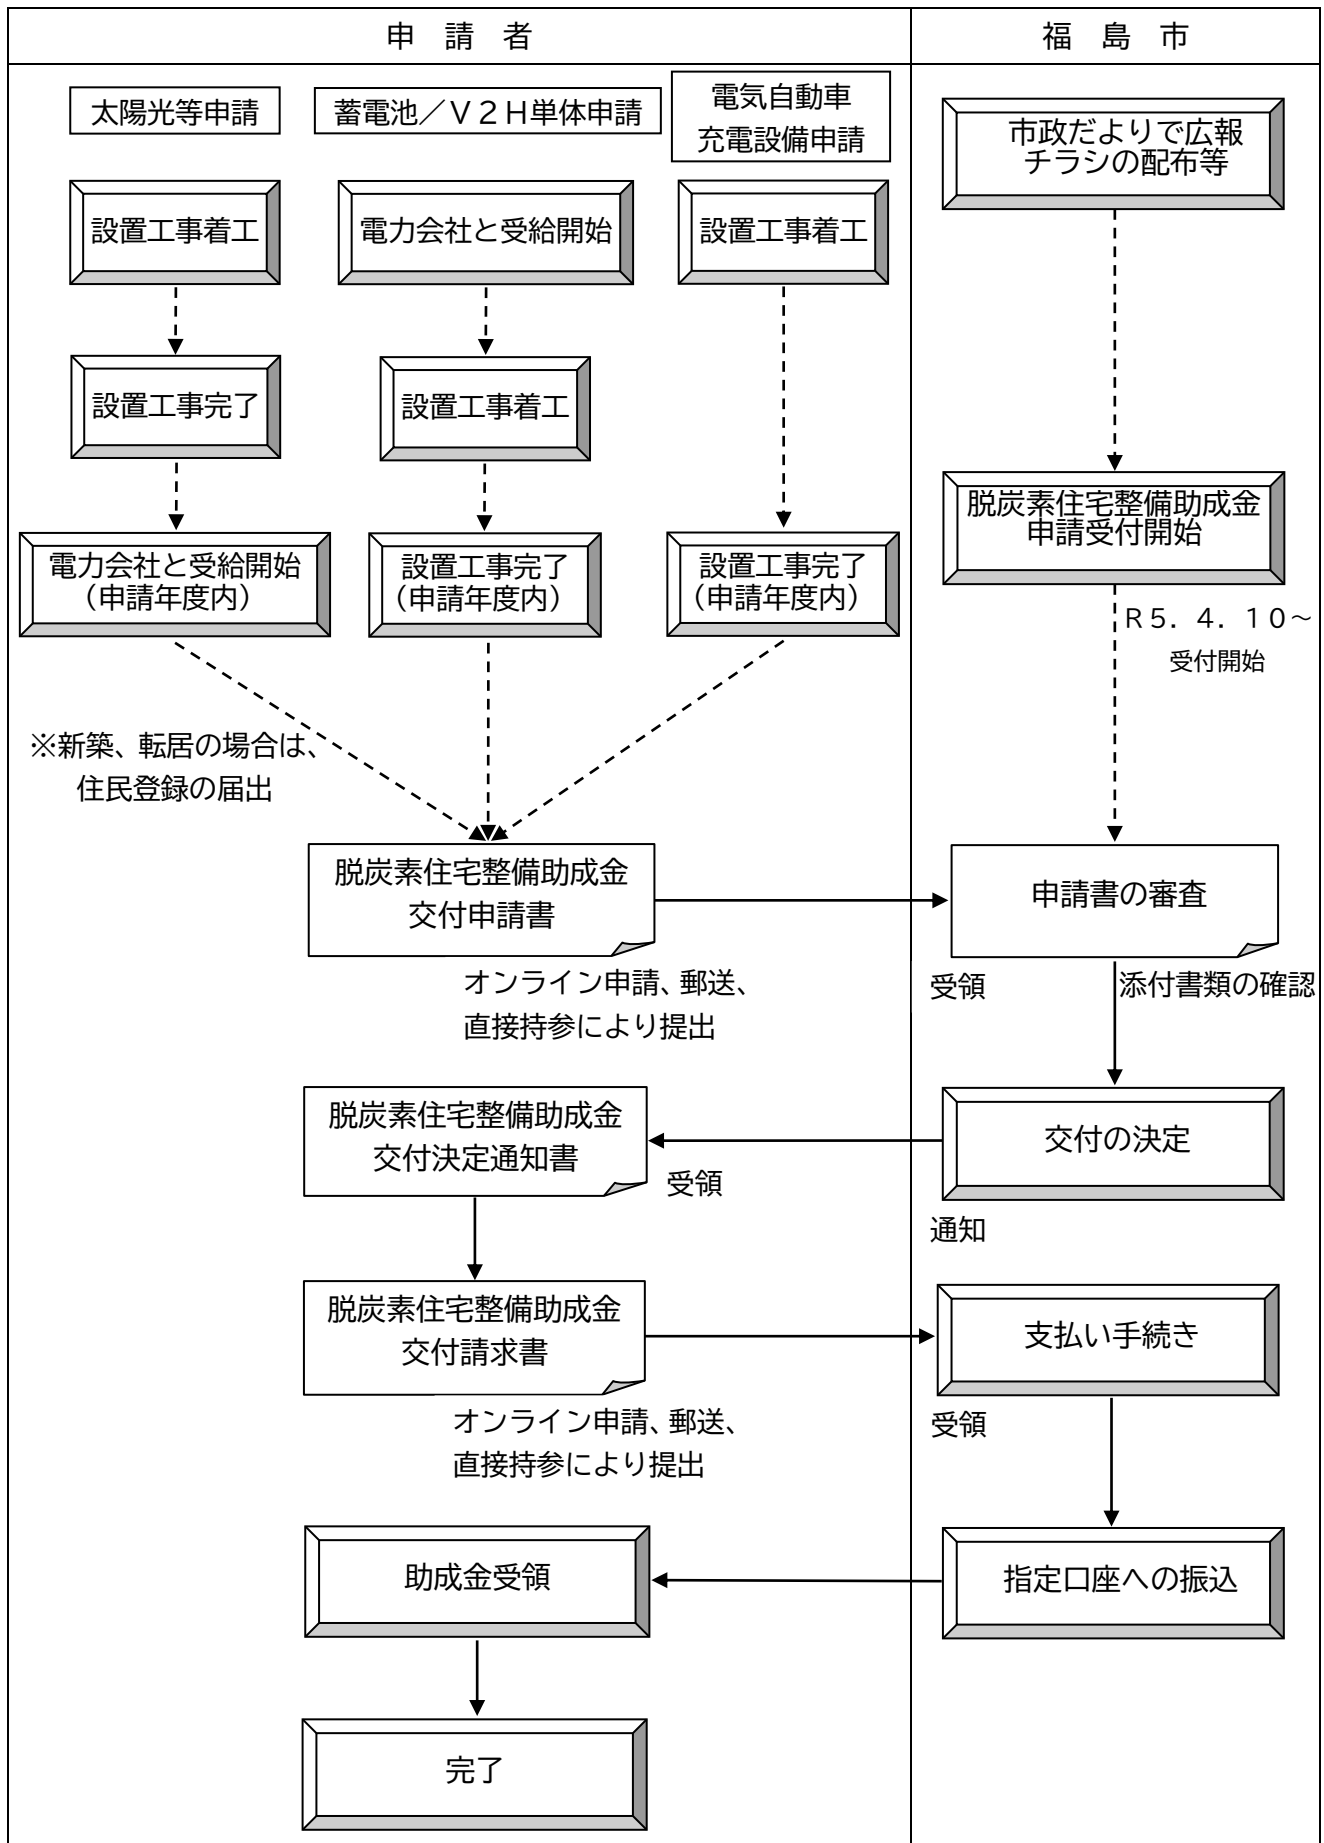 申 請 者
福 島 市
太陽光等申請
蓄電池／Ｖ２Ｈ単体申請
電気自動車
充電設備申請
市政だよりで広報
チラシの配布等
設置工事着工
電力会社と受給開始
設置工事着工
設置工事完了
設置工事着工
脱炭素住宅整備助成金
申請受付開始
電力会社と受給開始
（申請年度内）
設置工事完了
（申請年度内）
設置工事完了
（申請年度内）
Ｒ５．４．１０～
受付開始
※新築、転居の場合は、
住民登録の届出
脱炭素住宅整備助成金
交付申請書
申請書の審査
オンライン申請、郵送、
直接持参により提出
受領
添付書類の確認
脱炭素住宅整備助成金
交付決定通知書
受領
交付の決定
通知
脱炭素住宅整備助成金
交付請求書
支払い手続き
オンライン申請、郵送、
直接持参により提出
受領
助成金受領
指定口座への振込
完了